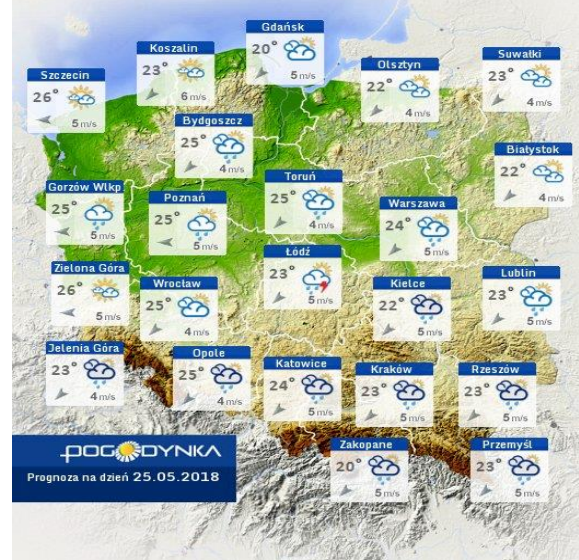 Gdańsk
20°
5 m/s
Koszalin
23°
6 m/s
Suwałki
23°
4 m/s
Olsztyn
22°
4 m/s
Szczecin
26°
5 m/s
Bydgoszcz
25°
4 m/s
Białystok
22°
4 m/s
Toruń
25°
4 m/s
Gorzów Wlkp
25°
5 m/s
Poznań
25°
5 m/s
Warszawa
24°
5 m/s
Łódź
23°
5 m/s
Zielona Góra
26°
5 m/s
Lublin
23°
5 m/s
Wrocław
25°
4 m/s
Kielce
22°
5 m/s
Jelenia Góra
23°
4 m/s
Opole
25°
4 m/s
Katowice
24°
5 m/s
Kraków
23°
5 m/s
Rzeszów
23°
5 m/s
Zakopane
20°
5 m/s
Przemyśl
23°
5 m/s
POGODYNKA
Prognoza na dzień 25.05.2018